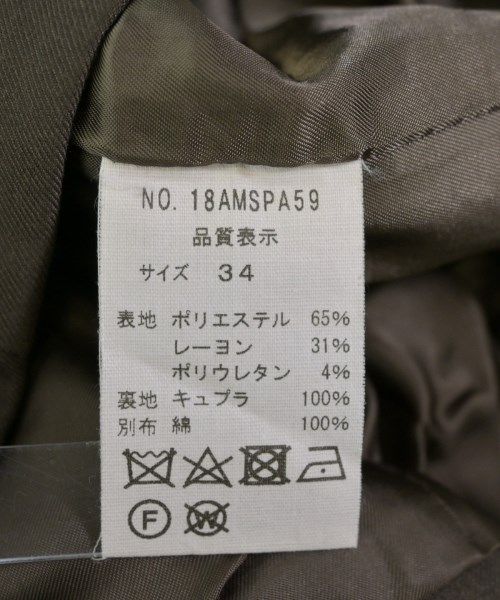 NO. 18AMSPA59
品質表示
サイズ 34
表地 ポリエステル 65%
レーヨン 31%
ポリウレタン 4%
裏地 キュプラ 100%
別布 綿 100%
F W